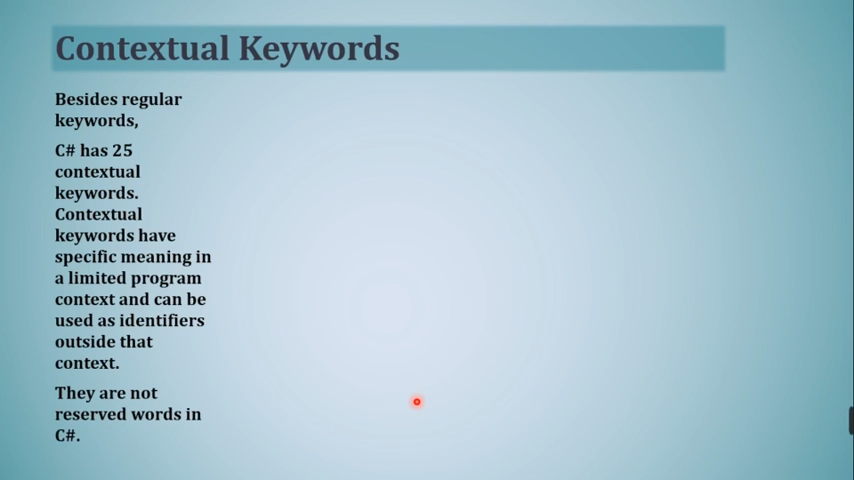 Contextual Keywords
Besides regular
keywords,
C# has 25
contextual
keywords.
Contextual
keywords have
specific meaning in
a limited program
context and can be
used as identifiers
outside that
context.
They are not
reserved words in
C#.